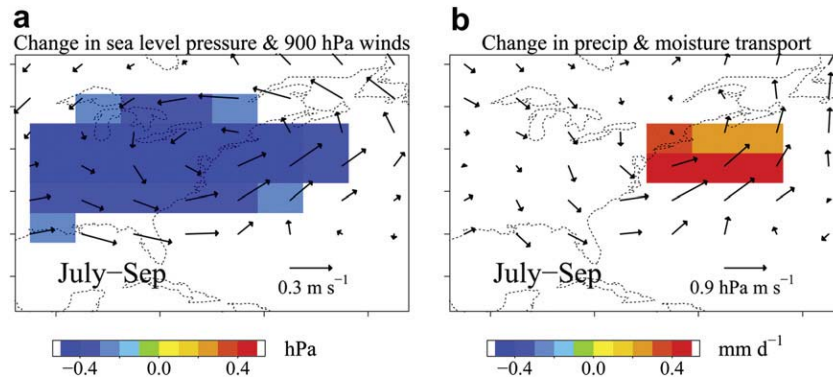 a
Change in sea level pressure & 900 hPa winds
July−Sep
0.3 m s⁻¹
−0.4 0.0 0.4
hPa
b
Change in precip & moisture transport
July−Sep
0.9 hPa m s⁻¹
−0.4 0.0 0.4
mm d⁻¹